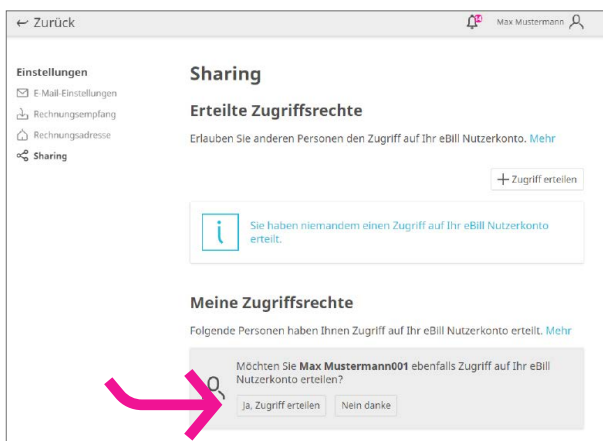 Zurück
14 Max Mustermann
Einstellungen
E-Mail-Einstellungen
Rechnungsempfang
Rechnungsadresse
Sharing
Sharing
Erteilte Zugriffsrechte
Erlauben Sie anderen Personen den Zugriff auf Ihr eBill Nutzerkonto. Mehr
+ Zugriff erteilen
i
Sie haben niemandem einen Zugriff auf Ihr eBill Nutzerkonto
erteilt.
Meine Zugriffsrechte
Folgende Personen haben Ihnen Zugriff auf Ihr eBill Nutzerkonto erteilt. Mehr
Möchten Sie Max Mustermann001 ebenfalls Zugriff auf Ihr eBill
Nutzerkonto erteilen?
Ja, Zugriff erteilen Nein danke